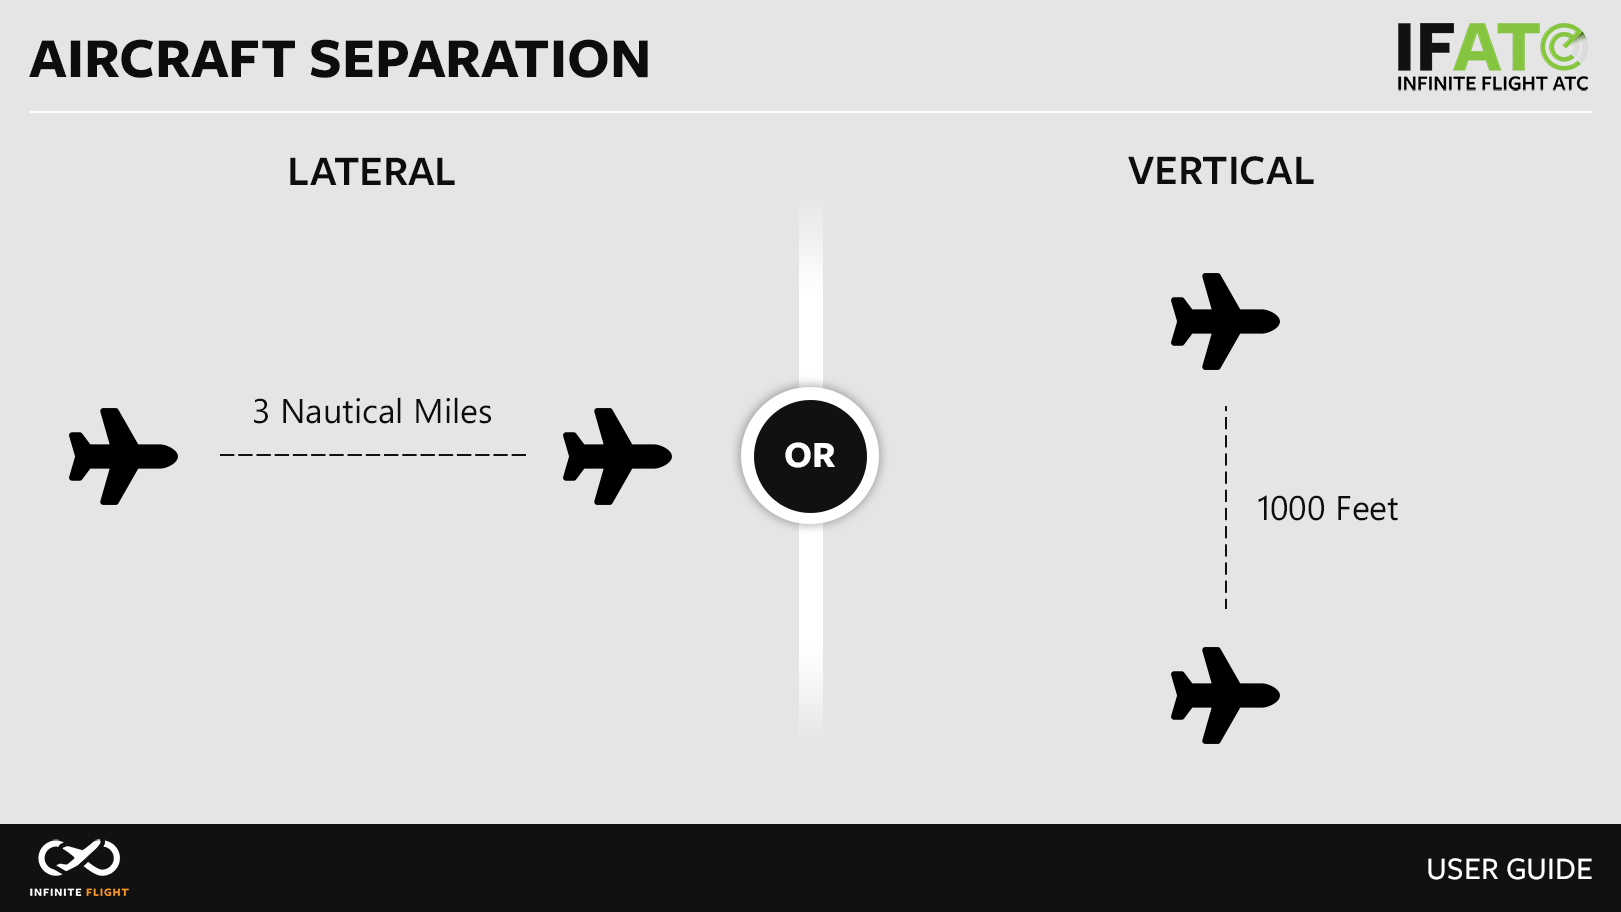 AIRCRAFT SEPARATION
IFATC
INFINITE FLIGHT ATC
LATERAL
VERTICAL
3 Nautical Miles
OR
1000 Feet
INFINITE FLIGHT
USER GUIDE